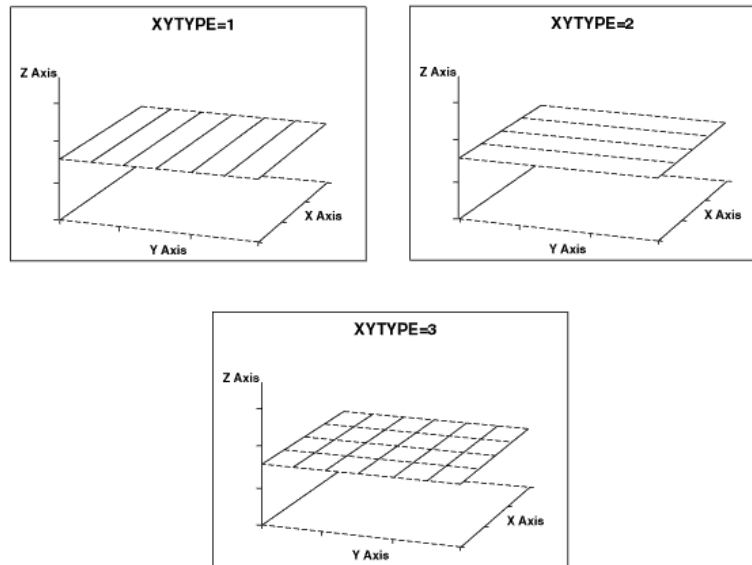 XYTYPE=1
Z Axis
X Axis
Y Axis
XYTYPE=2
Z Axis
X Axis
Y Axis
XYTYPE=3
Z Axis
X Axis
Y Axis